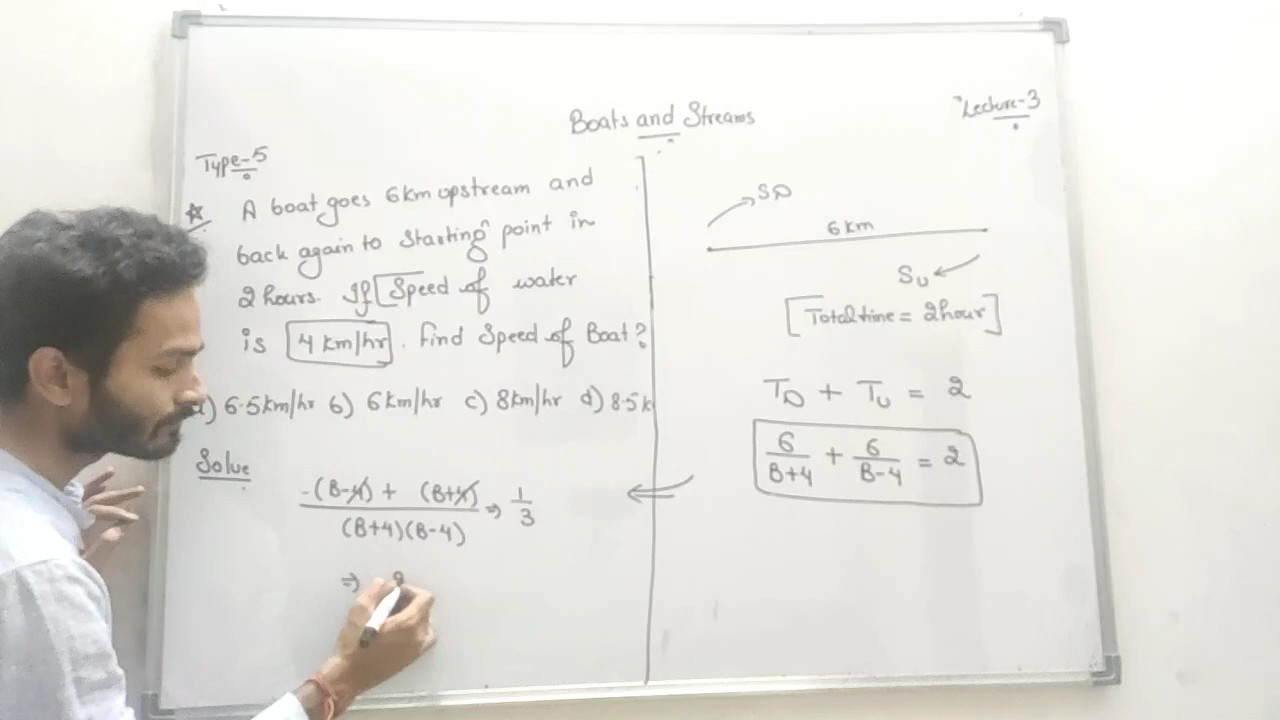 Boats and Streams
Lecture-3
Type-5
A boat goes 6km upstream and
back again to starting point in
2 hours. If Speed of water
is 4 km/hr. find Speed of Boat?
a) 6.5km/hr b) 6km/hr c) 8km/hr d) 8.5k
Solve
-(B-4) + (B+4) ⇒ 1/3
(B+4)(B-4)
⇒
SD
6 km
SU
[Total time = 2hour]
TD + TU = 2
6/B+4 + 6/B-4 = 2